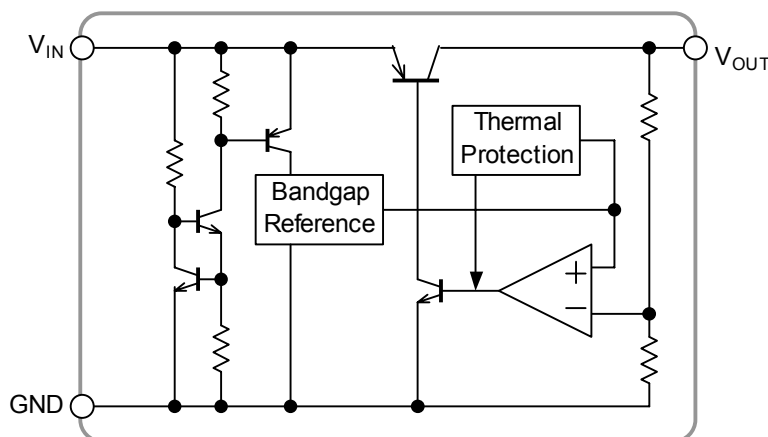 V_IN
V_OUT
Thermal
Protection
Bandgap
Reference
+
−
GND